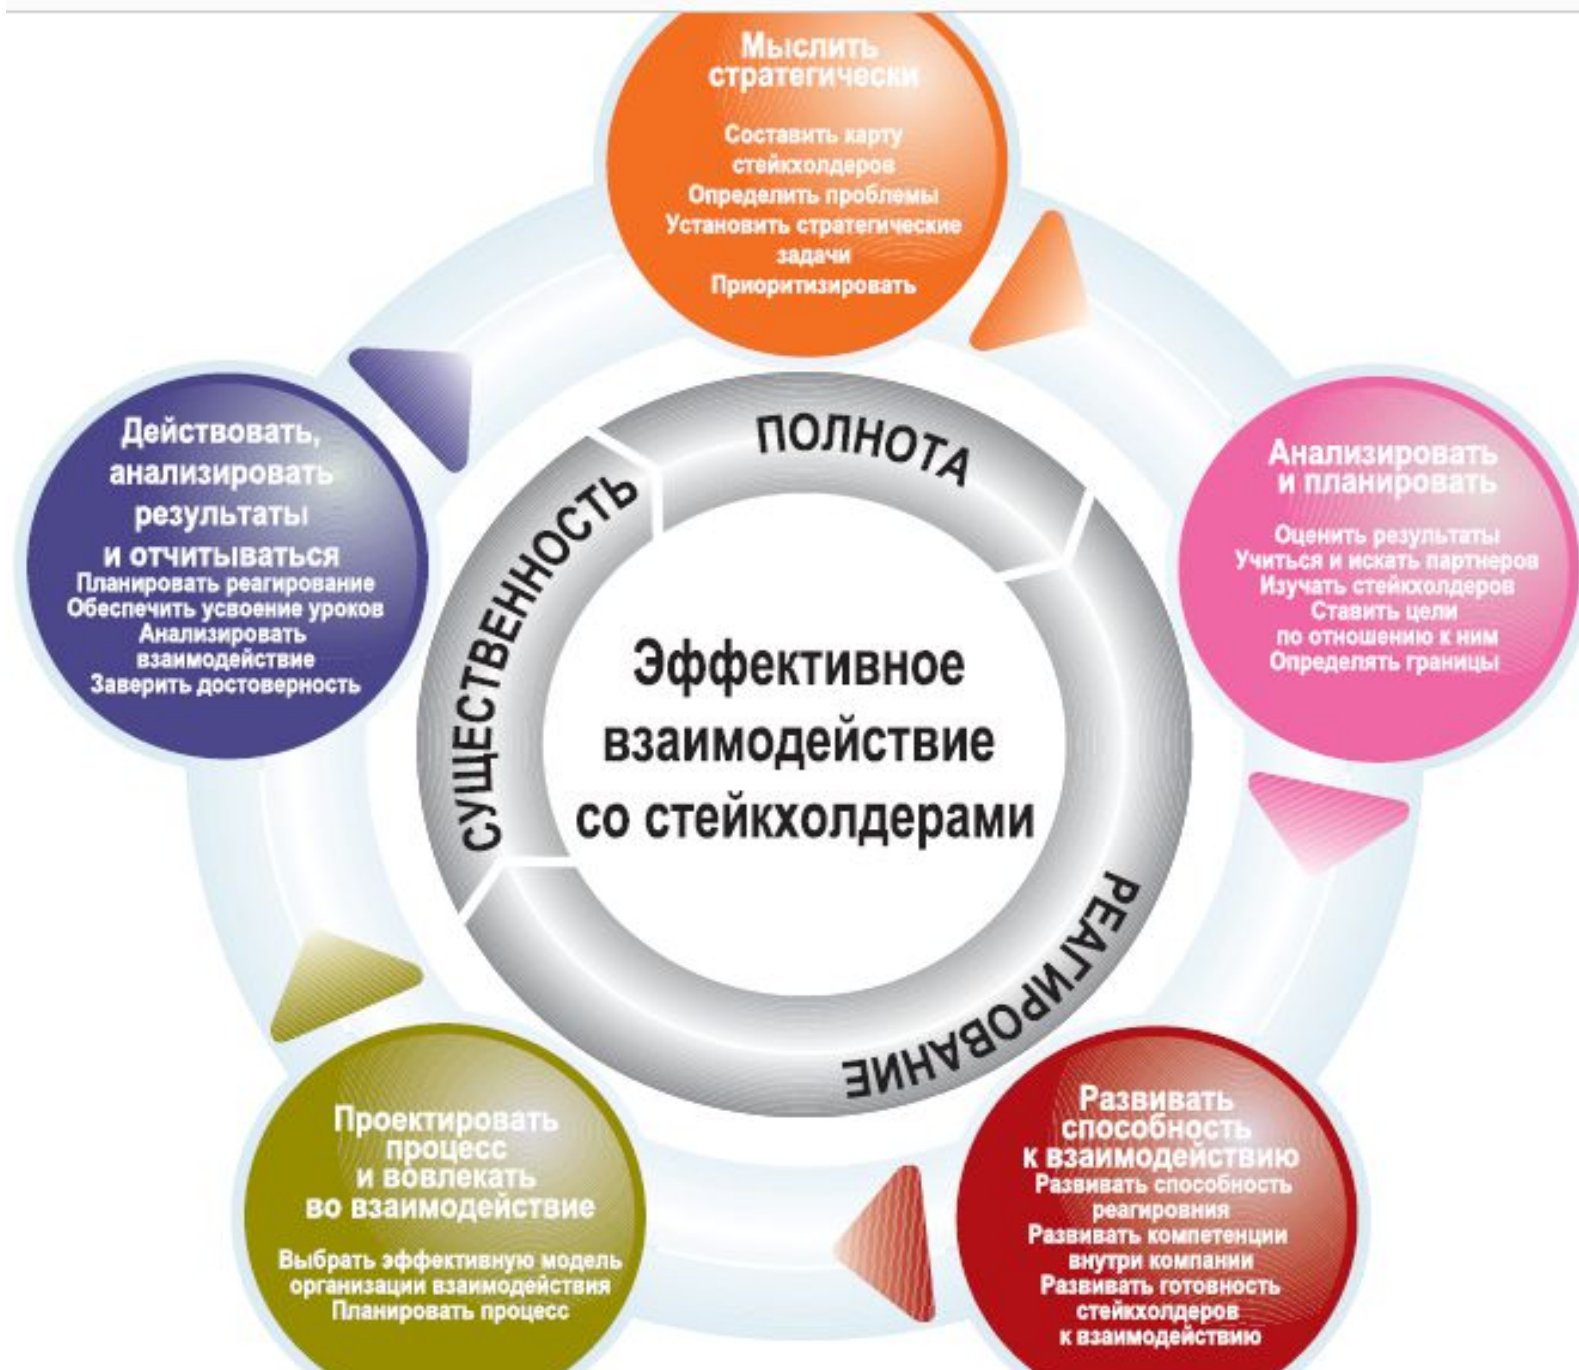 Мыслить
стратегически
Составить карту
стейкхолдеров
Определить проблемы
Установить стратегические
задачи
Приоритизировать
Анализировать
и планировать
Оценить результаты
Учиться и искать партнеров
Изучать стейкхолдеров
Ставить цели
по отношению к ним
Определять границы
Развивать
способность
к взаимодействию
Развивать способность
реагировния
Развивать компетенции
внутри компании
Развивать готовность
стейкхолдеров
к взаимодействию
Проектировать
процесс
и вовлекать
во взаимодействие
Выбрать эффективную модель
организации взаимодействия
Планировать процесс
Действовать,
анализировать
результаты
и отчитываться
Планировать реагирование
Обеспечить усвоение уроков
Анализировать
взаимодействие
Заверить достоверность
ПОЛНОТА
РЕАГИРОВАНИЕ
СУЩЕСТВЕННОСТЬ
Эффективное
взаимодействие
со стейкхолдерами